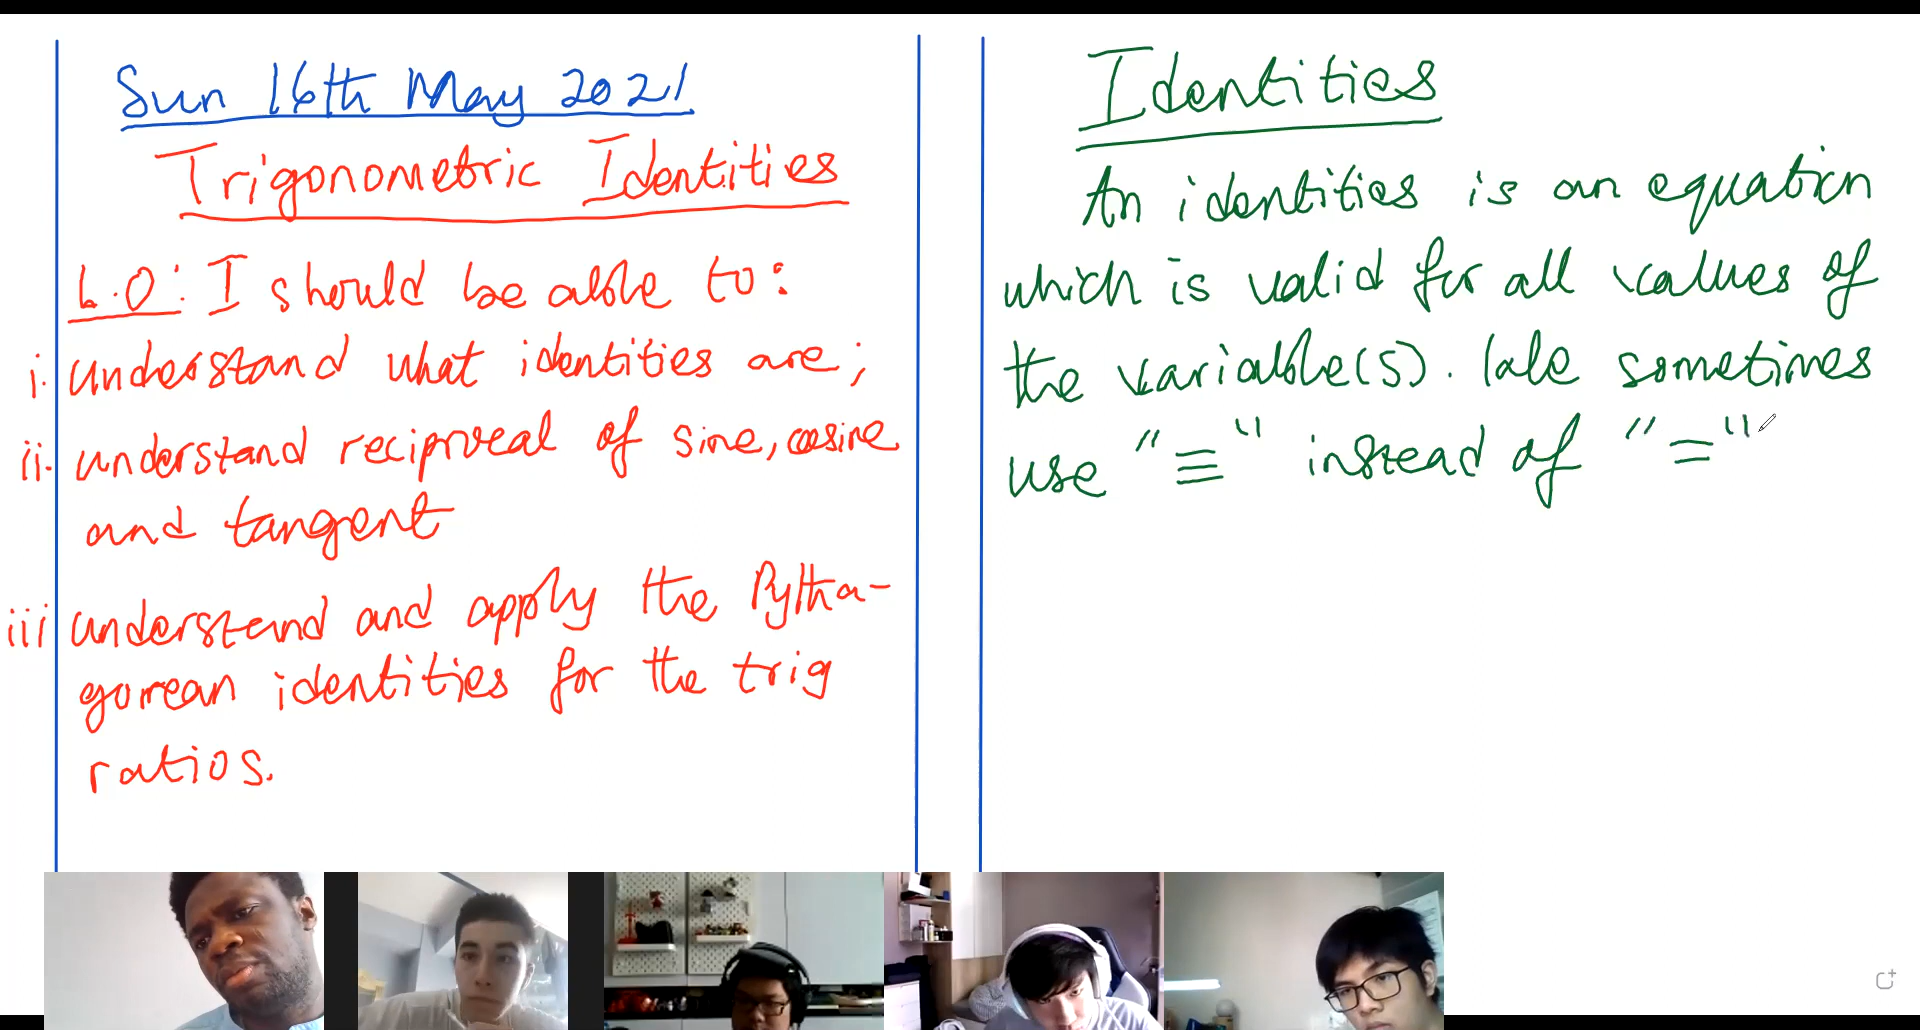 Sun 16th May 2021
Trigonometric Identities
L.O: I should be able to:
i. understand what identities are;
ii. understand reciprocal of sine, cosine
and tangent
iii understand and apply the Pytha-
gorean identities for the trig
ratios.
Identities
An identities is an equation
which is valid for all values of
the variable(s). We sometimes
use "≡" instead of "="